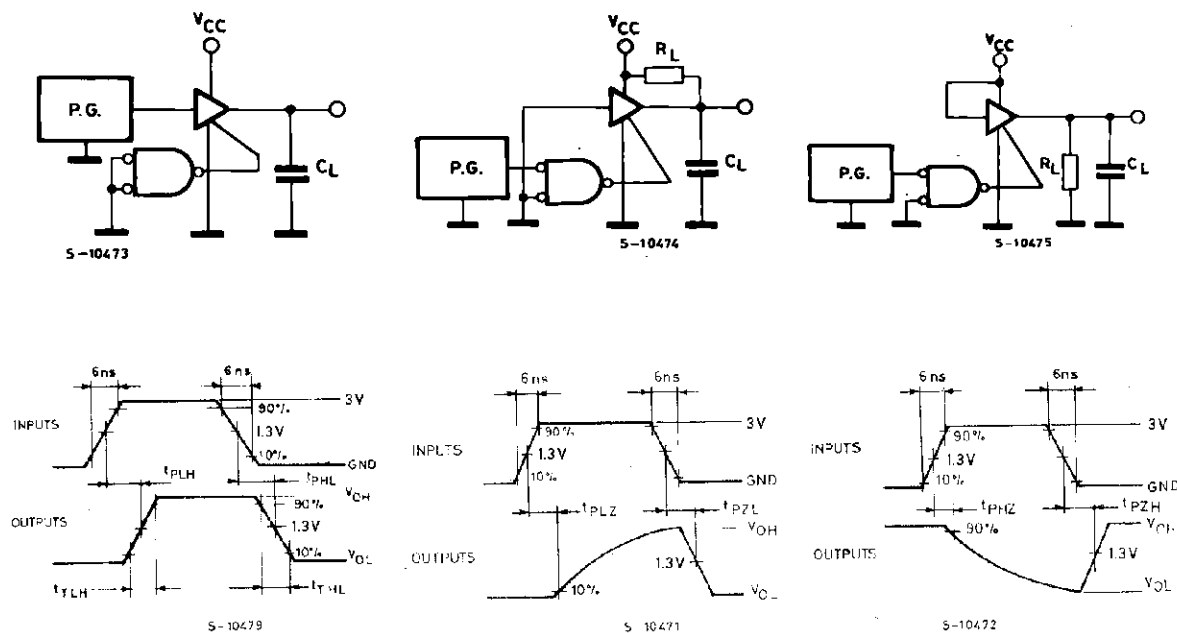 VCC
P.G.
CL
S-10473
VCC
RL
P.G.
CL
S-10474
VCC
P.G.
RL
CL
S-10475
6ns
6ns
3V
90%
INPUTS
1.3V
10%
GND
tPLH
tPHL
VOH
90%
OUTPUTS
1.3V
10%
VOL
tTLH
tTHL
S-10479
6ns
6ns
3V
90%
INPUTS
1.3V
10%
GND
tPLZ
tPZL
VOH
OUTPUTS
1.3V
10%
VOL
S-10471
6ns
6ns
3V
90%
INPUTS
1.3V
10%
GND
tPHZ
tPZH
90%
VOH
OUTPUTS
1.3V
VOL
S-10472